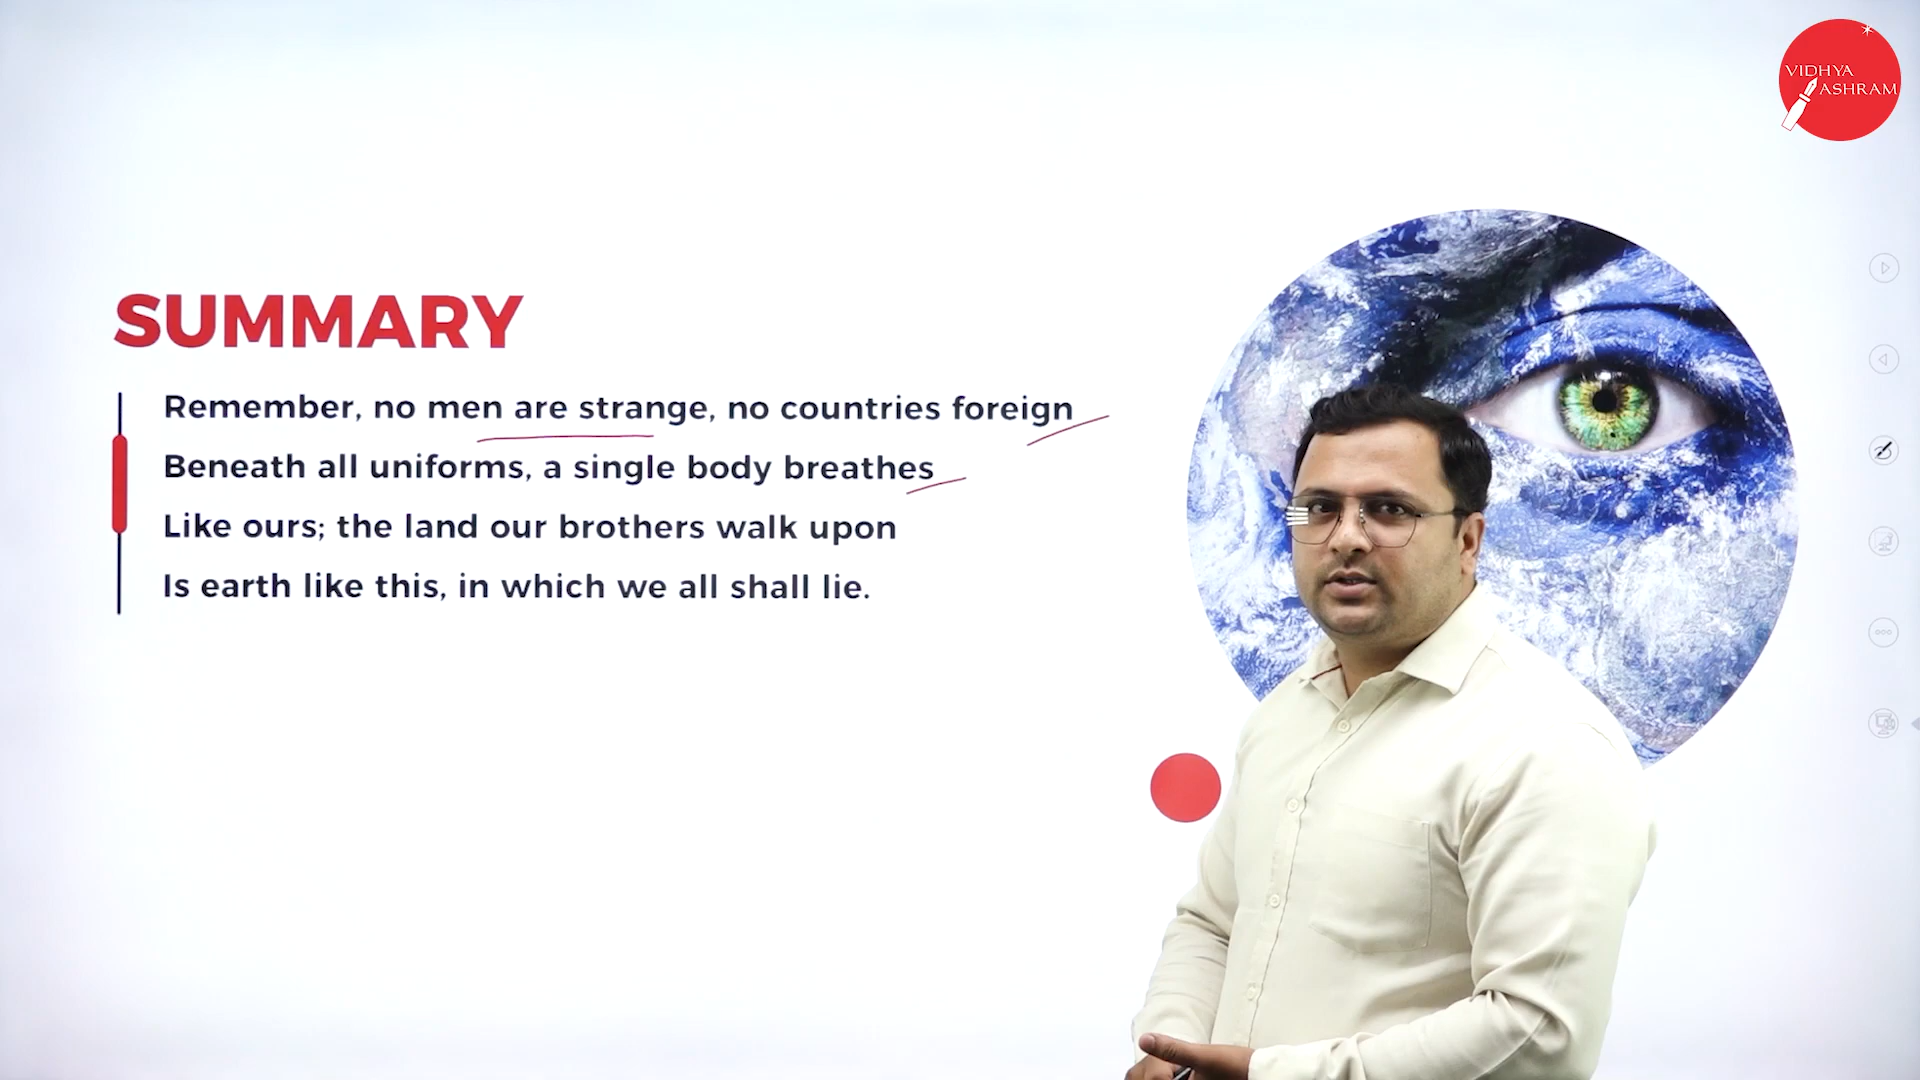 VIDHYA
ASHRAM
SUMMARY
Remember, no men are strange, no countries foreign
Beneath all uniforms, a single body breathes
Like ours; the land our brothers walk upon
Is earth like this, in which we all shall lie.